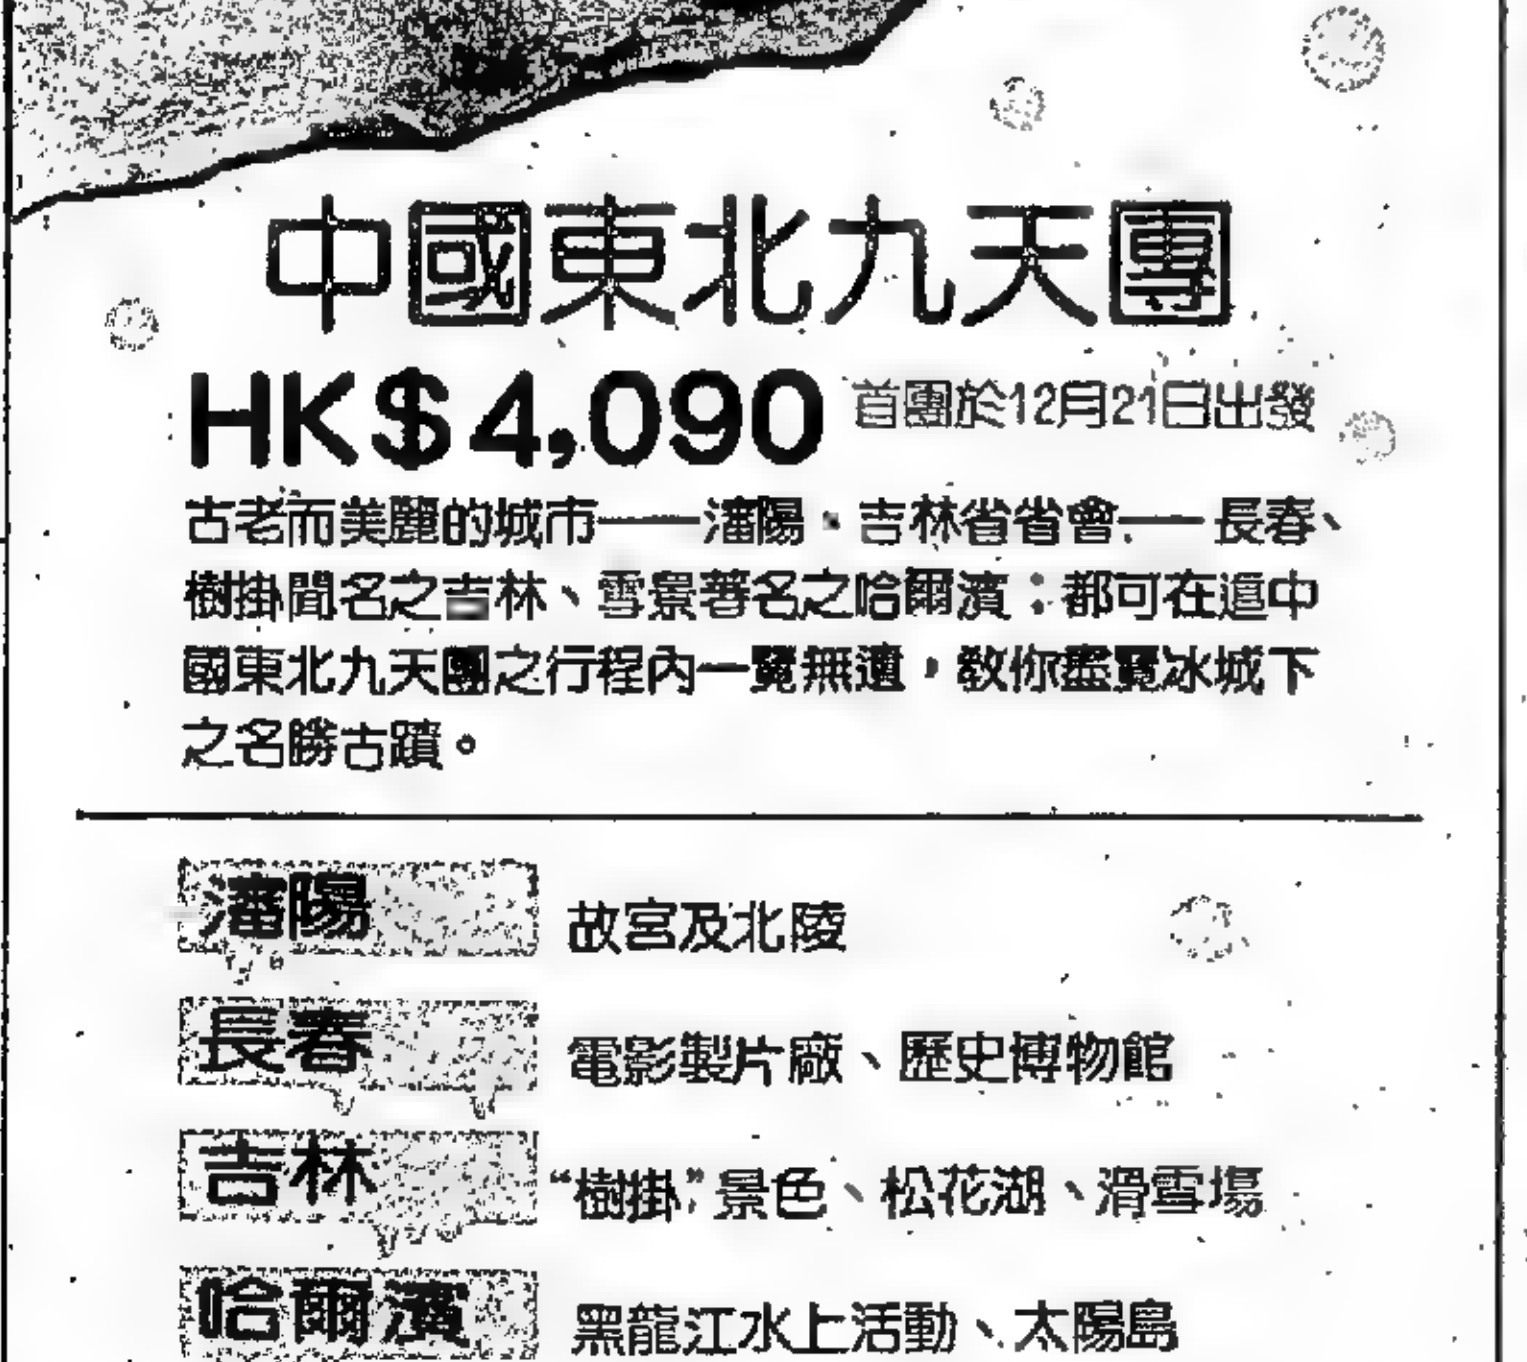 中國東北九天團
HK$4,090 首團於12月21日出發
古老而美麗的城市——瀋陽．吉林省省會——長春、
樹掛聞名之吉林、雪景著名之哈爾濱：都可在這中
國東北九天團之行程內一覽無遺，教你盡覽冰城下
之名勝古蹟。
瀋陽 故宮及北陵
長春 電影製片廠、歷史博物館
吉林 “樹掛”景色、松花湖、滑雪場
哈爾濱 黑龍江水上活動、太陽島